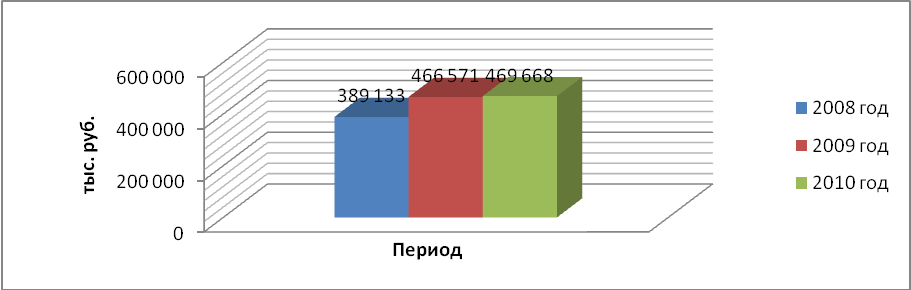 тыс. руб.
600 000
400 000
200 000
0
389 133
466 571
469 668
Период
2008 год
2009 год
2010 год